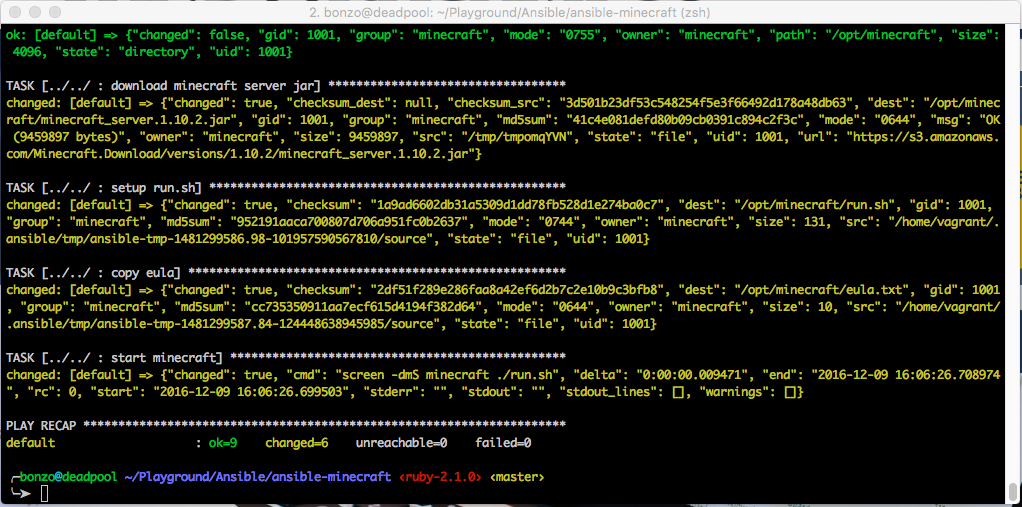 2. bonzo@deadpool: ~/Playground/Ansible/ansible-minecraft (zsh)
ok: [default] => {"changed": false, "gid": 1001, "group": "minecraft", "mode": "0755", "owner": "minecraft", "path": "/opt/minecraft", "size":
 4096, "state": "directory", "uid": 1001}
TASK [../../ : download minecraft server jar] **********************************
changed: [default] => {"changed": true, "checksum_dest": null, "checksum_src": "3d501b23df53c548254f5e3f66492d178a48db63", "dest": "/opt/minec
raft/minecraft_server.1.10.2.jar", "gid": 1001, "group": "minecraft", "md5sum": "41c4e081defd80b09cb0391c894c2f3c", "mode": "0644", "msg": "OK
 (9459897 bytes)", "owner": "minecraft", "size": 9459897, "src": "/tmp/tmpomqYVN", "state": "file", "uid": 1001, "url": "https://s3.amazonaws.
com/Minecraft.Download/versions/1.10.2/minecraft_server.1.10.2.jar"}
TASK [../../ : setup run.sh] ***************************************************
changed: [default] => {"changed": true, "checksum": "1a9ad6602db31a5309d1dd78fb528d1e274ba0c7", "dest": "/opt/minecraft/run.sh", "gid": 1001,
 "group": "minecraft", "md5sum": "952191aaca700807d706a951fc0b2637", "mode": "0744", "owner": "minecraft", "size": 131, "src": "/home/vagrant/.
ansible/tmp/ansible-tmp-1481299586.98-101957590567810/source", "state": "file", "uid": 1001}
TASK [../../ : copy eula] ******************************************************
changed: [default] => {"changed": true, "checksum": "2df51f289e286faa8a42ef6d2b7c2e10b9c3bfb8", "dest": "/opt/minecraft/eula.txt", "gid": 1001
, "group": "minecraft", "md5sum": "cc735350911aa7ecf615d4194f382d64", "mode": "0644", "owner": "minecraft", "size": 10, "src": "/home/vagrant/
.ansible/tmp/ansible-tmp-1481299587.84-124448638945985/source", "state": "file", "uid": 1001}
TASK [../../ : start minecraft] ************************************************
changed: [default] => {"changed": true, "cmd": "screen -dmS minecraft ./run.sh", "delta": "0:00:00.009471", "end": "2016-12-09 16:06:26.708974
", "rc": 0, "start": "2016-12-09 16:06:26.699503", "stderr": "", "stdout": "", "stdout_lines": [], "warnings": []}
PLAY RECAP *********************************************************************
default                    : ok=9    changed=6    unreachable=0    failed=0
╭─bonzo@deadpool ~/Playground/Ansible/ansible-minecraft ‹ruby-2.1.0› ‹master›
╰─➤